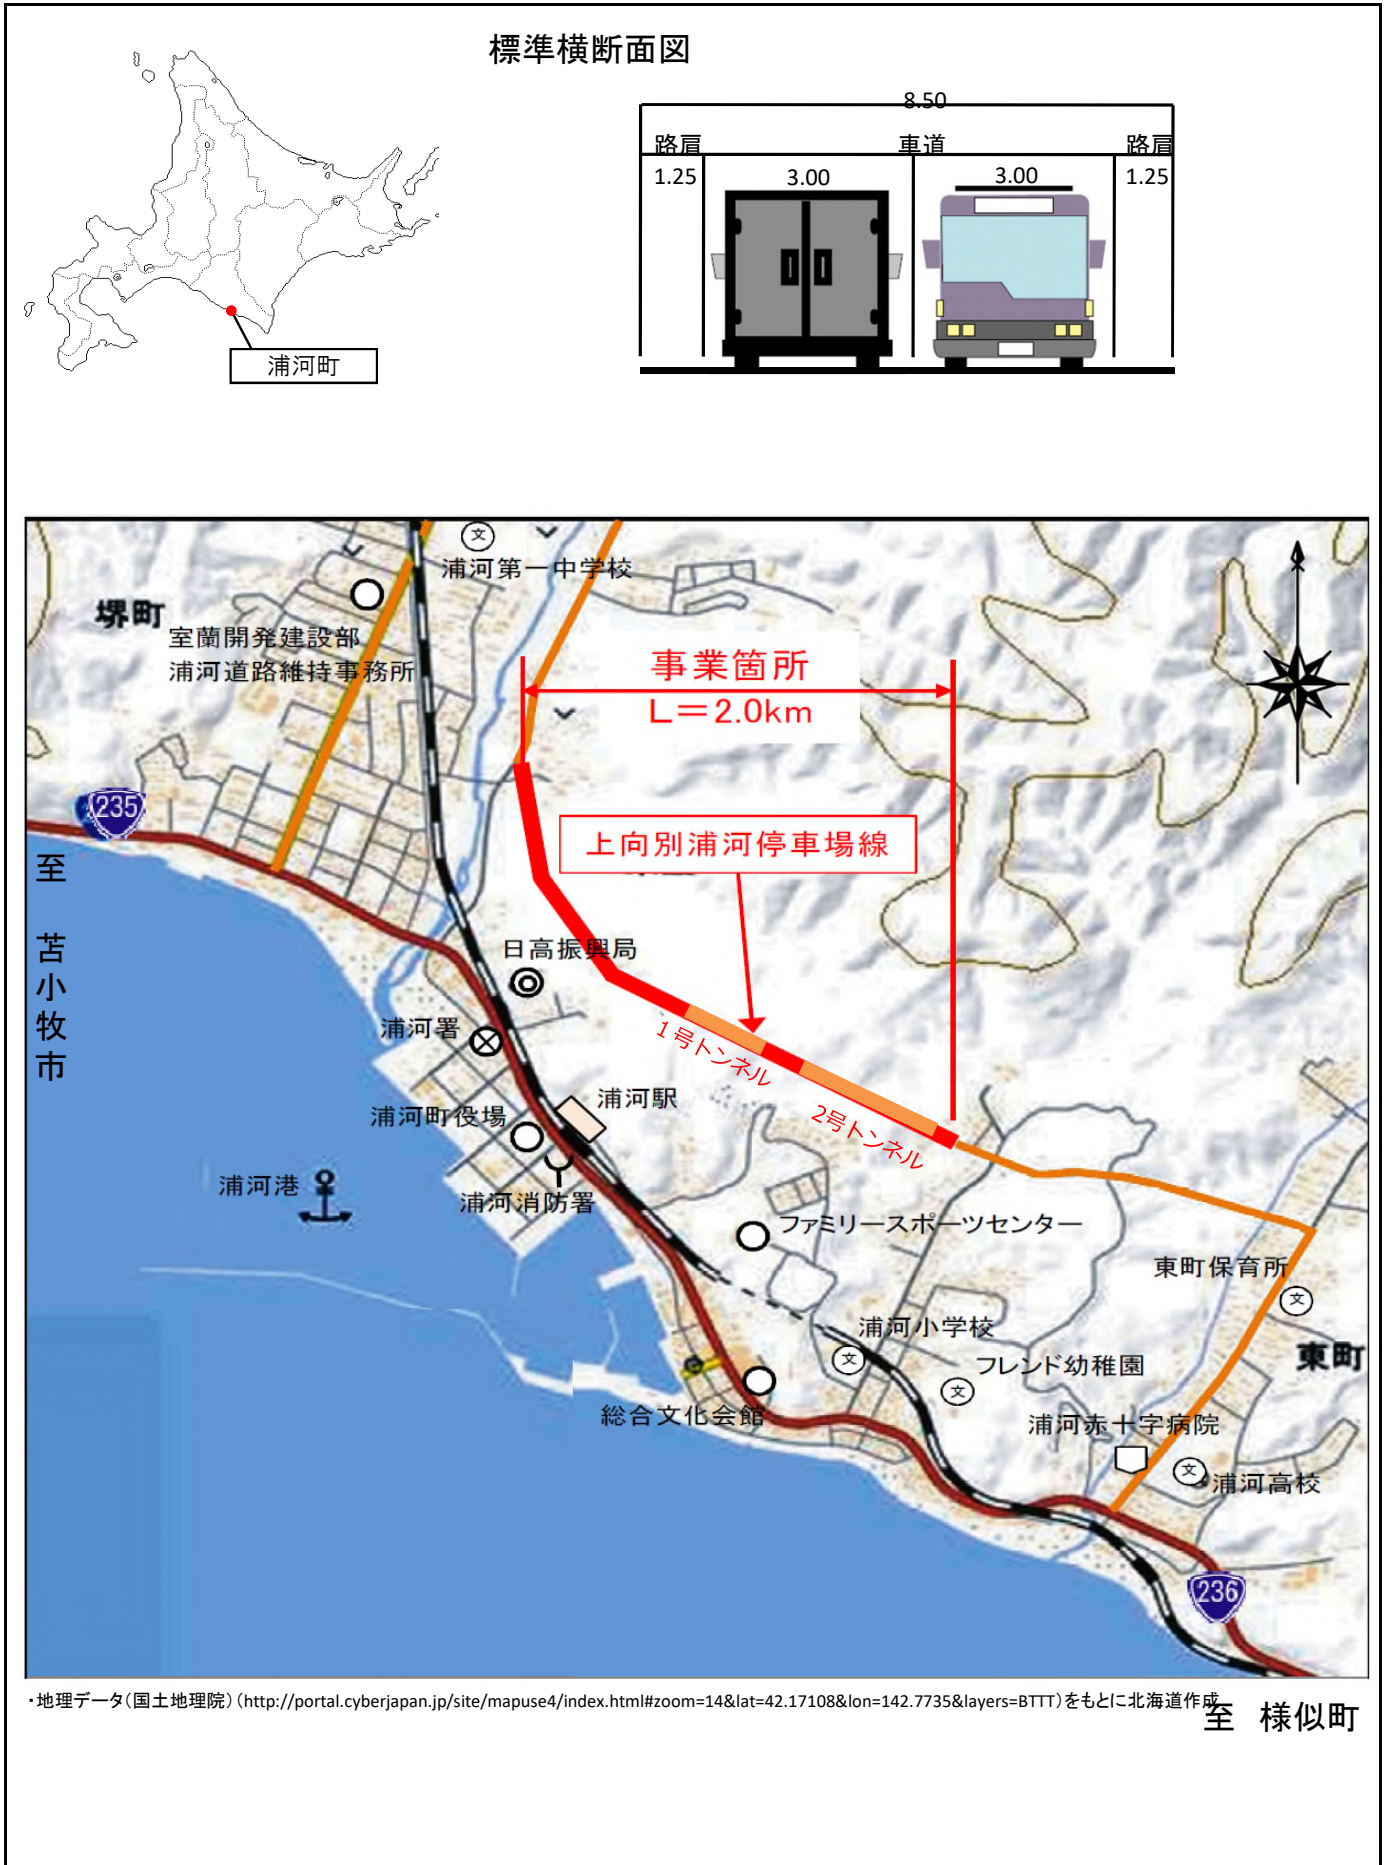 標準横断面図
8.50
路肩 車道 路肩
1.25 3.00 3.00 1.25
浦河町
文
浦河第一中学校
堺町
室蘭開発建設部
浦河道路維持事務所
事業箇所
L＝2.0km
235
上向別浦河停車場線
至 苫小牧市
日高振興局
浦河署
1号トンネル
浦河駅
浦河町役場
2号トンネル
浦河港
浦河消防署
ファミリースポーツセンター
東町保育所
文
浦河小学校
文
東町
フレンド幼稚園
文
総合文化会館
浦河赤十字病院
文
浦河高校
236
・地理データ(国土地理院)(http://portal.cyberjapan.jp/site/mapuse4/index.html#zoom=14&lat=42.17108&lon=142.7735&layers=BTTT)をもとに北海道作成
至 様似町